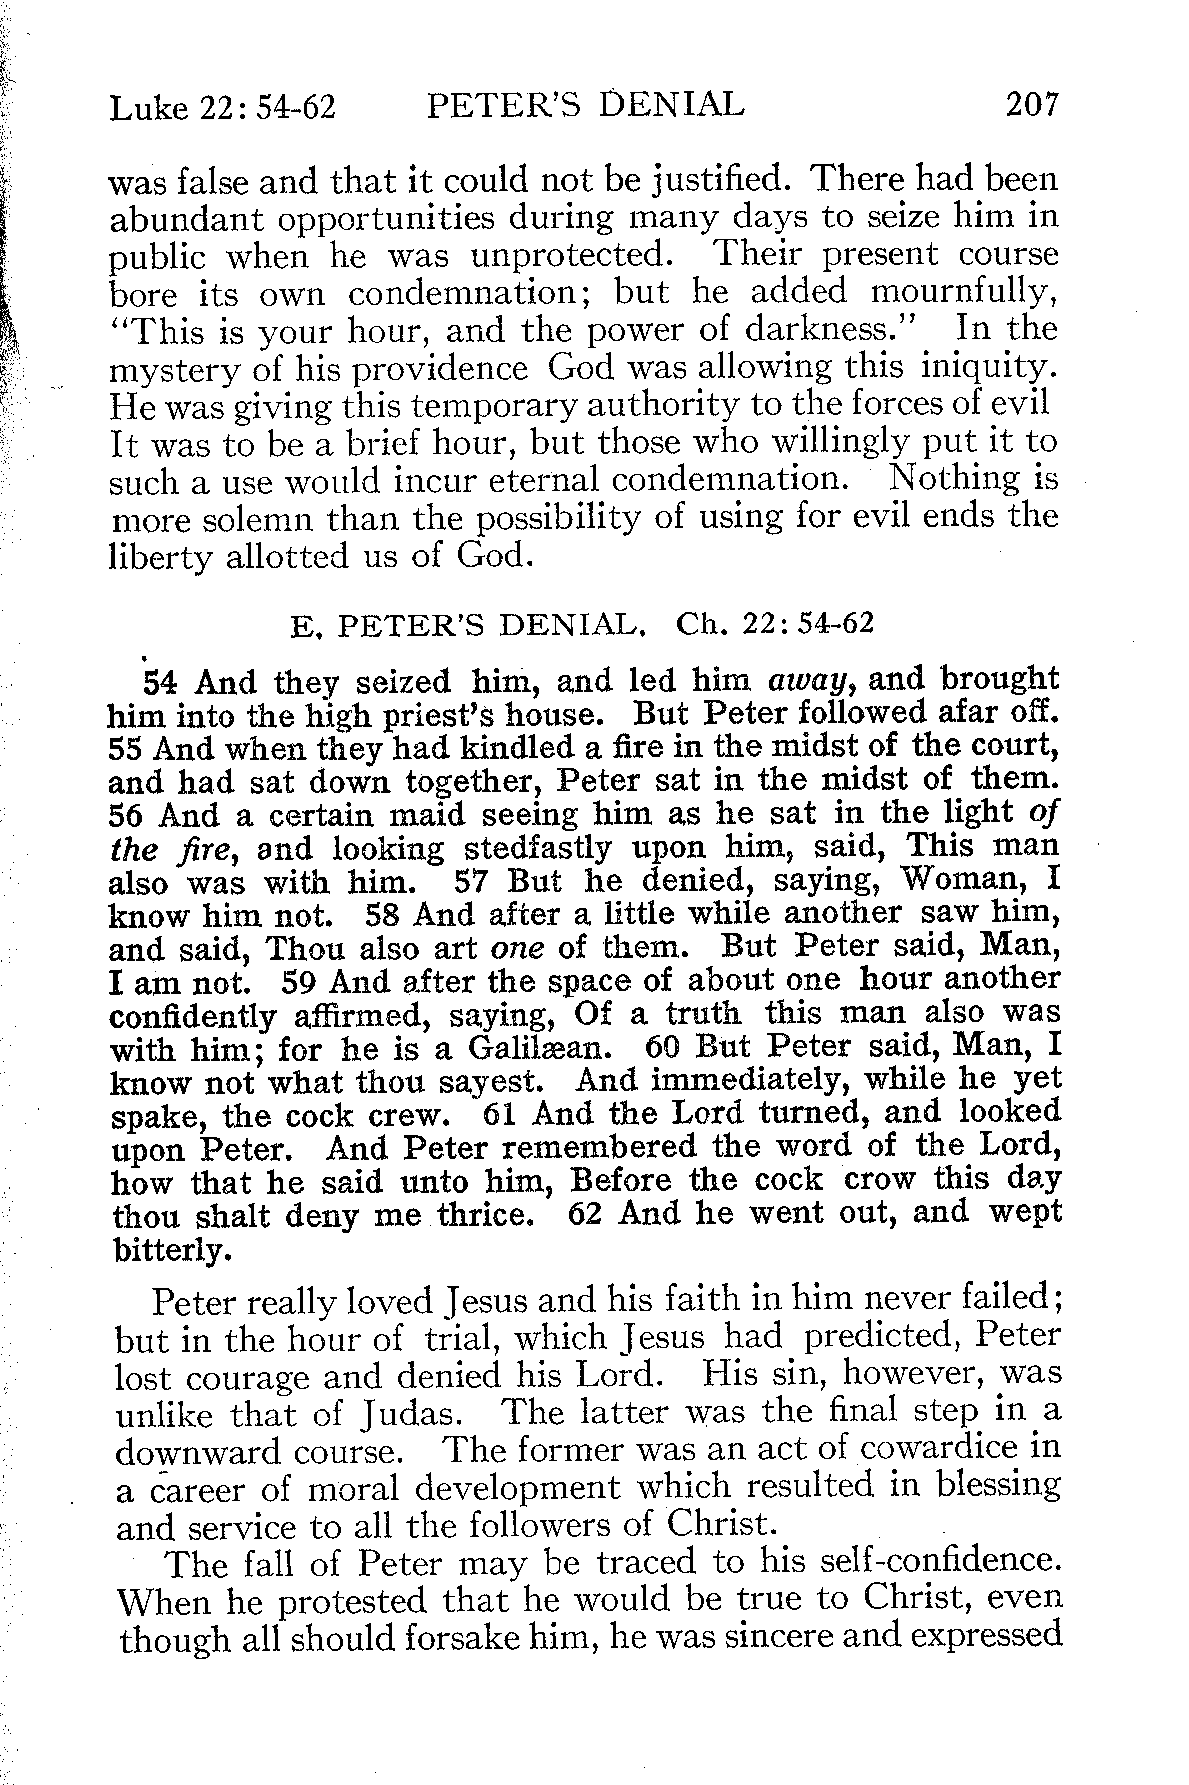 Luke 22: 54-62 PETER'S DENIAL 207
was false and that it could not be justified. There had been
abundant opportunities during many days to seize him in
public when he was unprotected. Their present course
bore its own condemnation; but he added mournfully,
"This is your hour, and the power of darkness." In the
mystery of his providence God was allowing this iniquity.
He was giving this temporary authority to the forces of evil
It was to be a brief hour, but those who willingly put it to
such a use would incur eternal condemnation. Nothing is
more solemn than the possibility of using for evil ends the
liberty allotted us of God.
E. PETER'S DENIAL. Ch. 22: 54-62
54 And they seized him, and led him away, and brought
him into the high priest's house. But Peter followed afar off.
55 And when they had kindled a fire in the midst of the court,
and had sat down together, Peter sat in the midst of them.
56 And a certain maid seeing him as he sat in the light of
the fire, and looking stedfastly upon him, said, This man
also was with him. 57 But he denied, saying, Woman, I
know him not. 58 And after a little while another saw him,
and said, Thou also art one of them. But Peter said, Man,
I am not. 59 And after the space of about one hour another
confidently affirmed, saying, Of a truth this man also was
with him; for he is a Galilæan. 60 But Peter said, Man, I
know not what thou sayest. And immediately, while he yet
spake, the cock crew. 61 And the Lord turned, and looked
upon Peter. And Peter remembered the word of the Lord,
how that he said unto him, Before the cock crow this day
thou shalt deny me thrice. 62 And he went out, and wept
bitterly.
Peter really loved Jesus and his faith in him never failed;
but in the hour of trial, which Jesus had predicted, Peter
lost courage and denied his Lord. His sin, however, was
unlike that of Judas. The latter was the final step in a
downward course. The former was an act of cowardice in
a career of moral development which resulted in blessing
and service to all the followers of Christ.
The fall of Peter may be traced to his self-confidence.
When he protested that he would be true to Christ, even
though all should forsake him, he was sincere and expressed